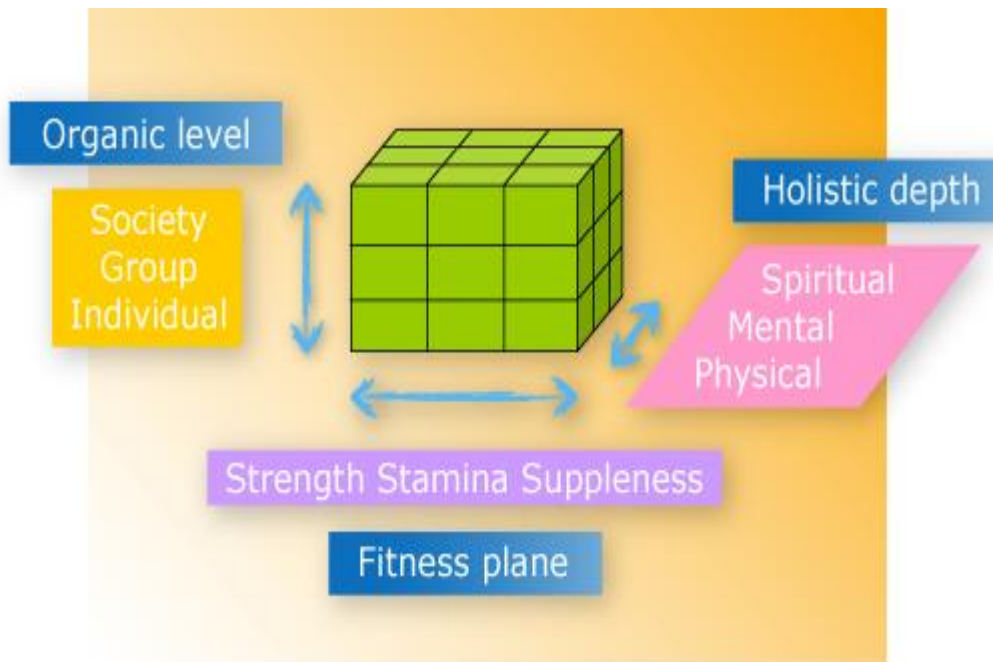 Organic level
Society
Group
Individual
Holistic depth
Spiritual
Mental
Physical
Strength Stamina Suppleness
Fitness plane